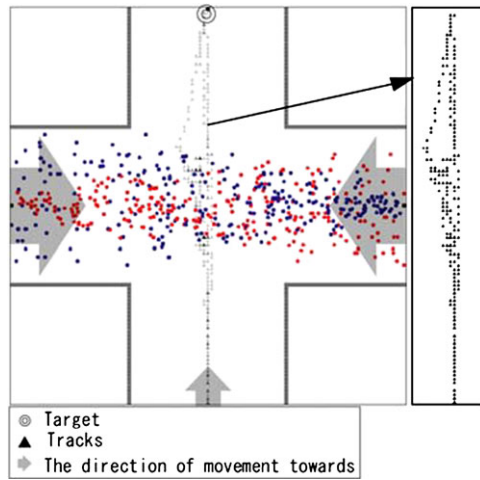 Target
Tracks
The direction of movement towards